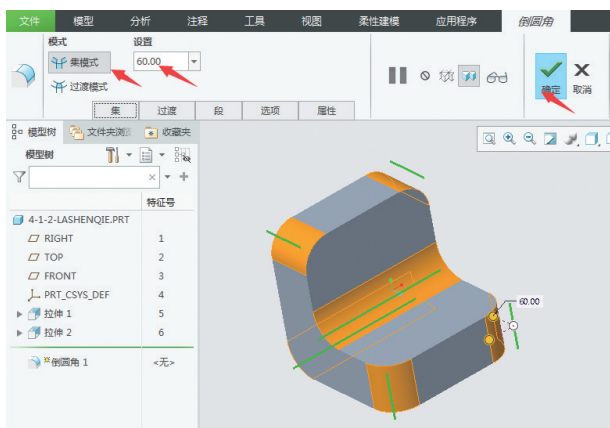 文件 模型 分析 注释 工具 视图 柔性建模 应用程序 倒圆角
模式 设置
集模式 60.00
过渡模式
确定 取消
集 过渡 段 选项 属性
模型树 文件夹浏 收藏夹
模型树
特征号
4-1-2-LASHENQIE.PRT
RIGHT 1
TOP 2
FRONT 3
PRT_CSYS_DEF 4
拉伸 1 5
拉伸 2 6
倒圆角 1 <无>
60.00